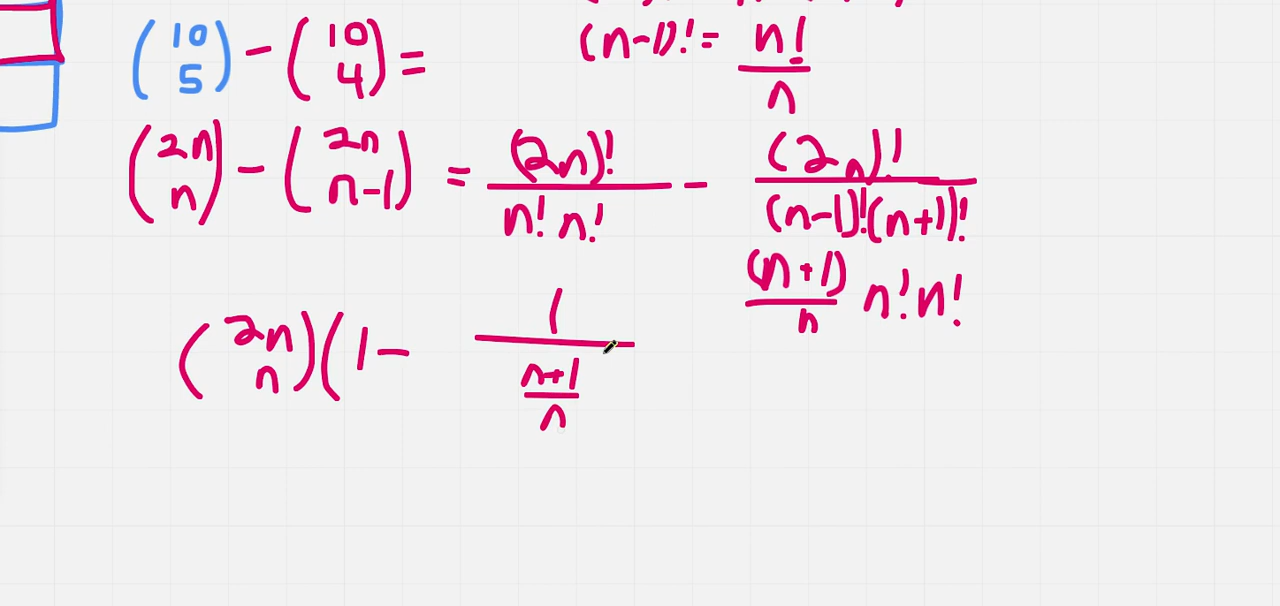 (n-1)! = n!/n
(10 5) - (10 4) =
(2n n) - (2n n-1) = (2n)!/(n! n!) - (2n)!/((n-1)!(n+1)!)
(n+1)/n n! n!
(2n n)(1 - 1/((n+1)/n)